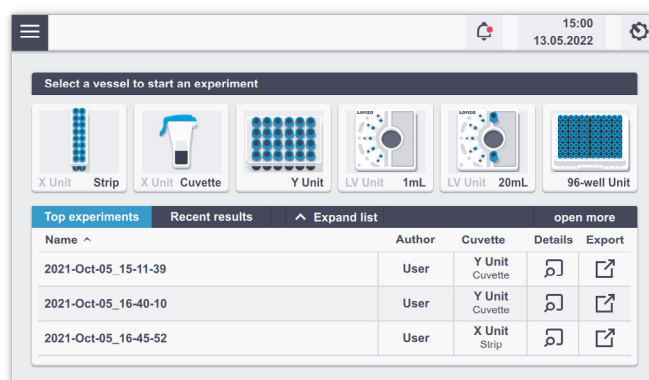 15:00
13.05.2022
Select a vessel to start an experiment
X Unit Strip
X Unit Cuvette
Y Unit
Lonza
LV Unit 1mL
Lonza
LV Unit 20mL
96-well Unit
Top experiments Recent results Expand list open more
Name Author Cuvette Details Export
2021-Oct-05_15-11-39 User Y Unit
Cuvette
2021-Oct-05_16-40-10 User Y Unit
Cuvette
2021-Oct-05_16-45-52 User X Unit
Strip